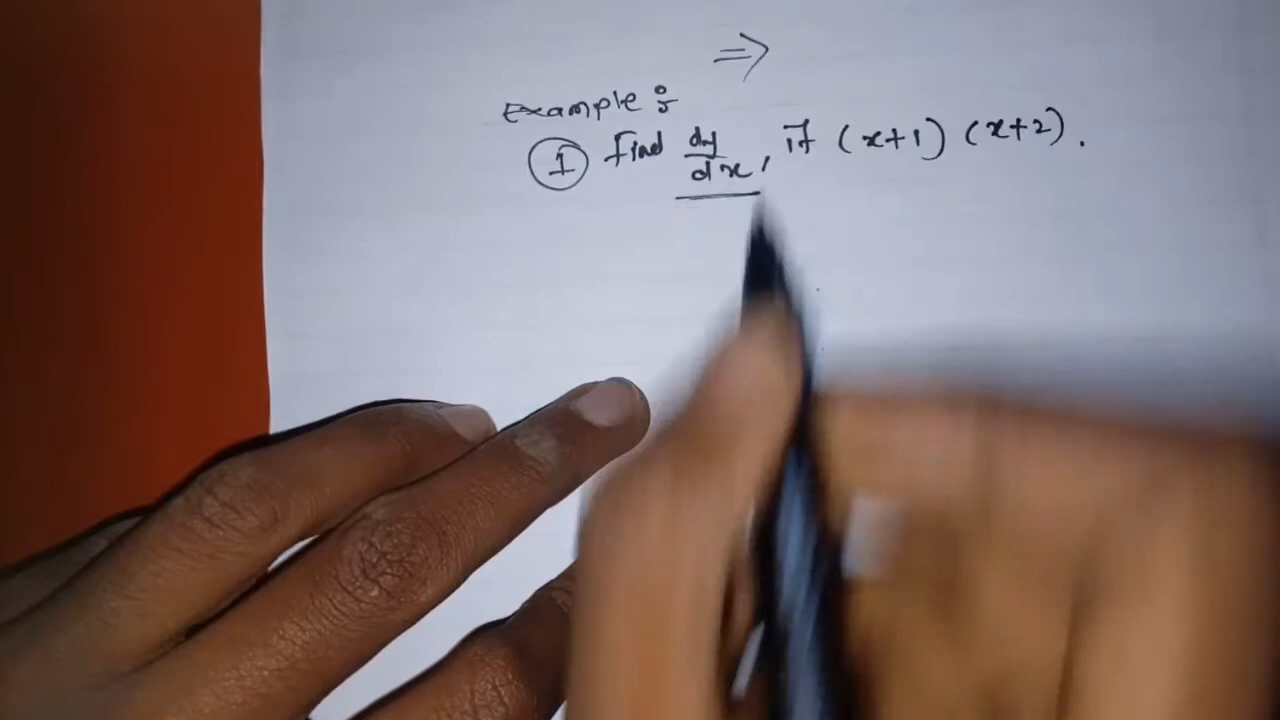 ⇒
Example :-
① find dy/dx, if (x+1) (x+2).